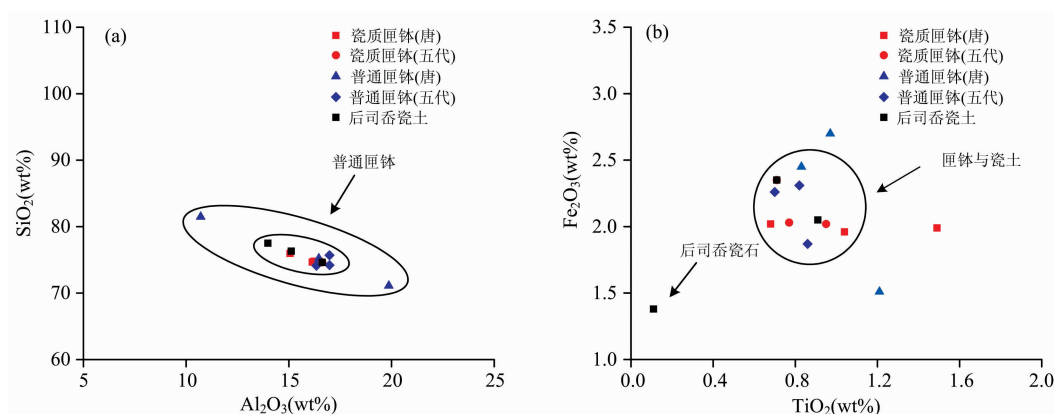 (a)
瓷质匣钵(唐)
瓷质匣钵(五代)
普通匣钵(唐)
普通匣钵(五代)
后司岙瓷土
普通匣钵
SiO₂(wt%)
110
100
90
80
70
60
5
10
15
20
25
Al₂O₃(wt%)
(b)
瓷质匣钵(唐)
瓷质匣钵(五代)
普通匣钵(唐)
普通匣钵(五代)
后司岙瓷土
匣钵与瓷土
后司岙瓷石
Fe₂O₃(wt%)
3.5
3.0
2.5
2.0
1.5
1.0
0.0
0.4
0.8
1.2
1.6
2.0
TiO₂(wt%)